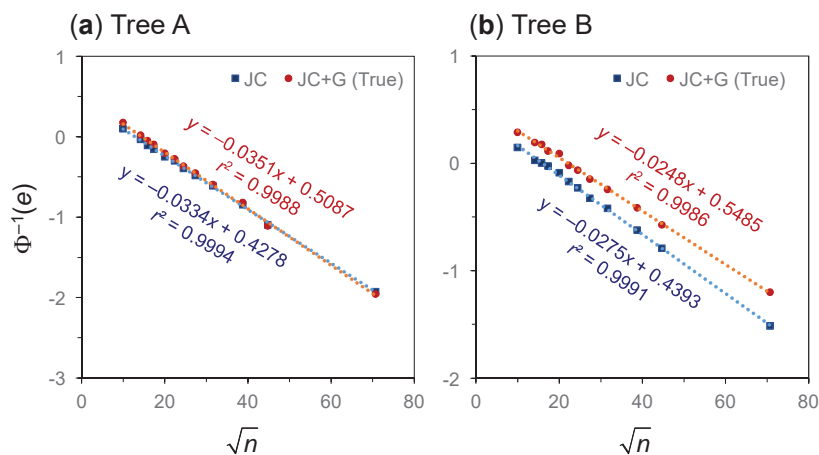 (a) Tree A
1
0
−1
−2
−3
Φ⁻¹(e)
JC
JC+G (True)
y = −0.0351x + 0.5087
r² = 0.9988
y = −0.0334x + 0.4278
r² = 0.9994
0 20 40 60 80
√n
(b) Tree B
1
0
-1
-2
JC
JC+G (True)
y = −0.0248x + 0.5485
r² = 0.9986
y = −0.0275x + 0.4393
r² = 0.9991
0 20 40 60 80
√n